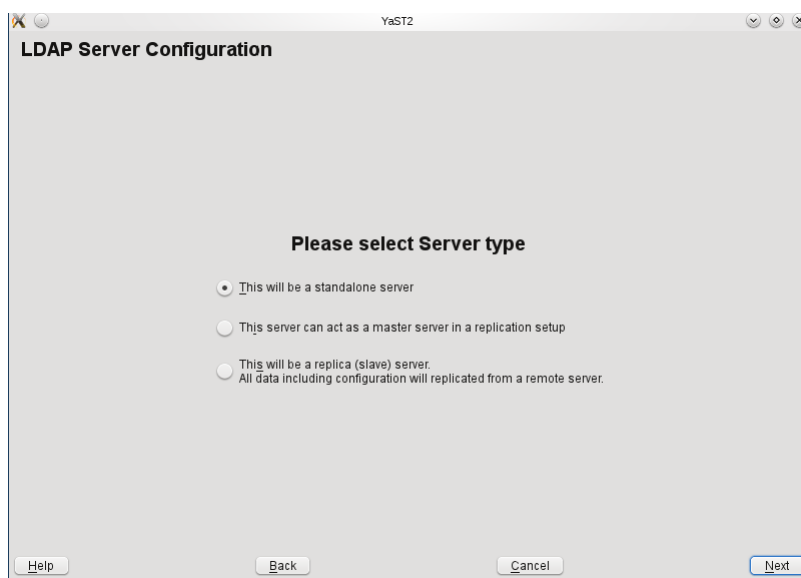 YaST2
LDAP Server Configuration
Please select Server type
This will be a standalone server
This server can act as a master server in a replication setup
This will be a replica (slave) server.
All data including configuration will replicated from a remote server.
Help
Back
Cancel
Next